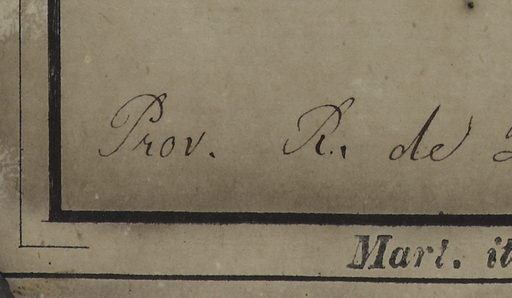 Prov. R. de
Mart. it